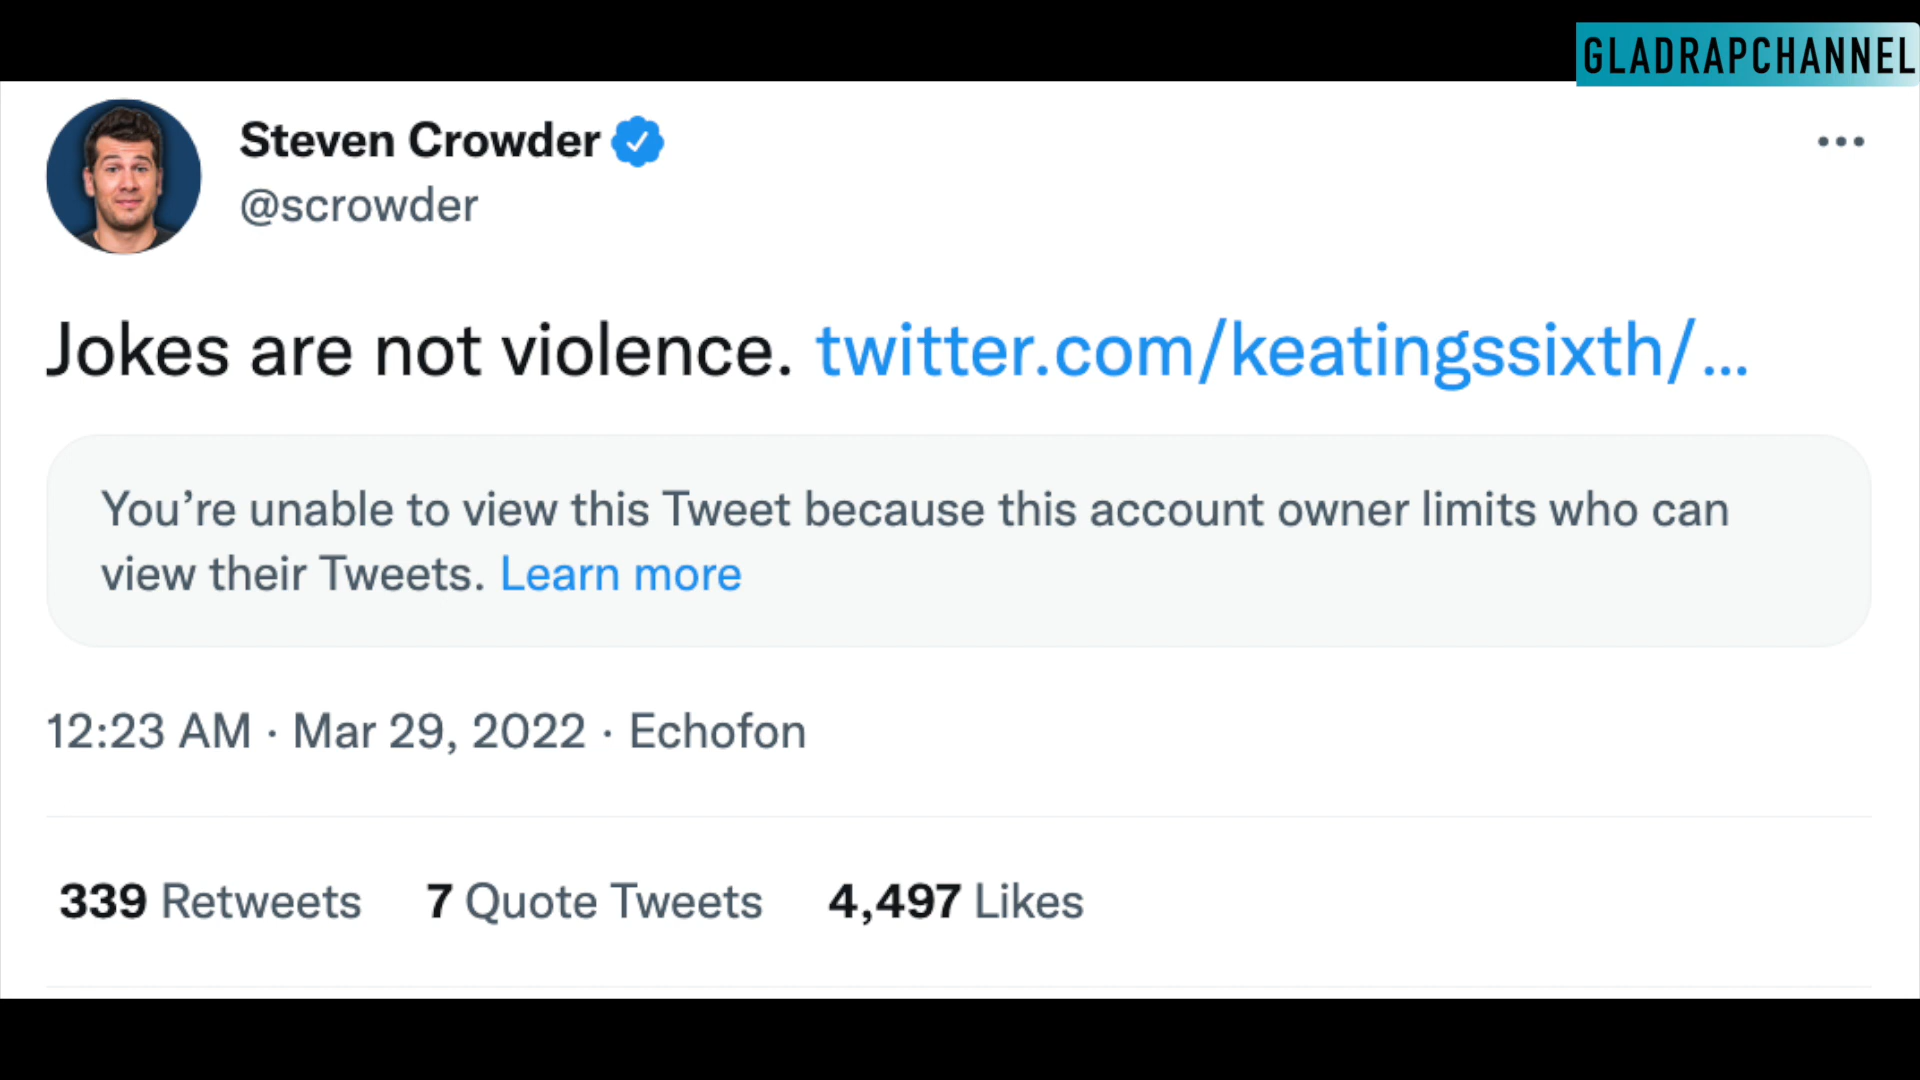 GLADRAPCHANNEL
Steven Crowder
@scrowder
Jokes are not violence. twitter.com/keatingssixth/...
You’re unable to view this Tweet because this account owner limits who can
view their Tweets. Learn more
12:23 AM · Mar 29, 2022 · Echofon
339 Retweets 7 Quote Tweets 4,497 Likes